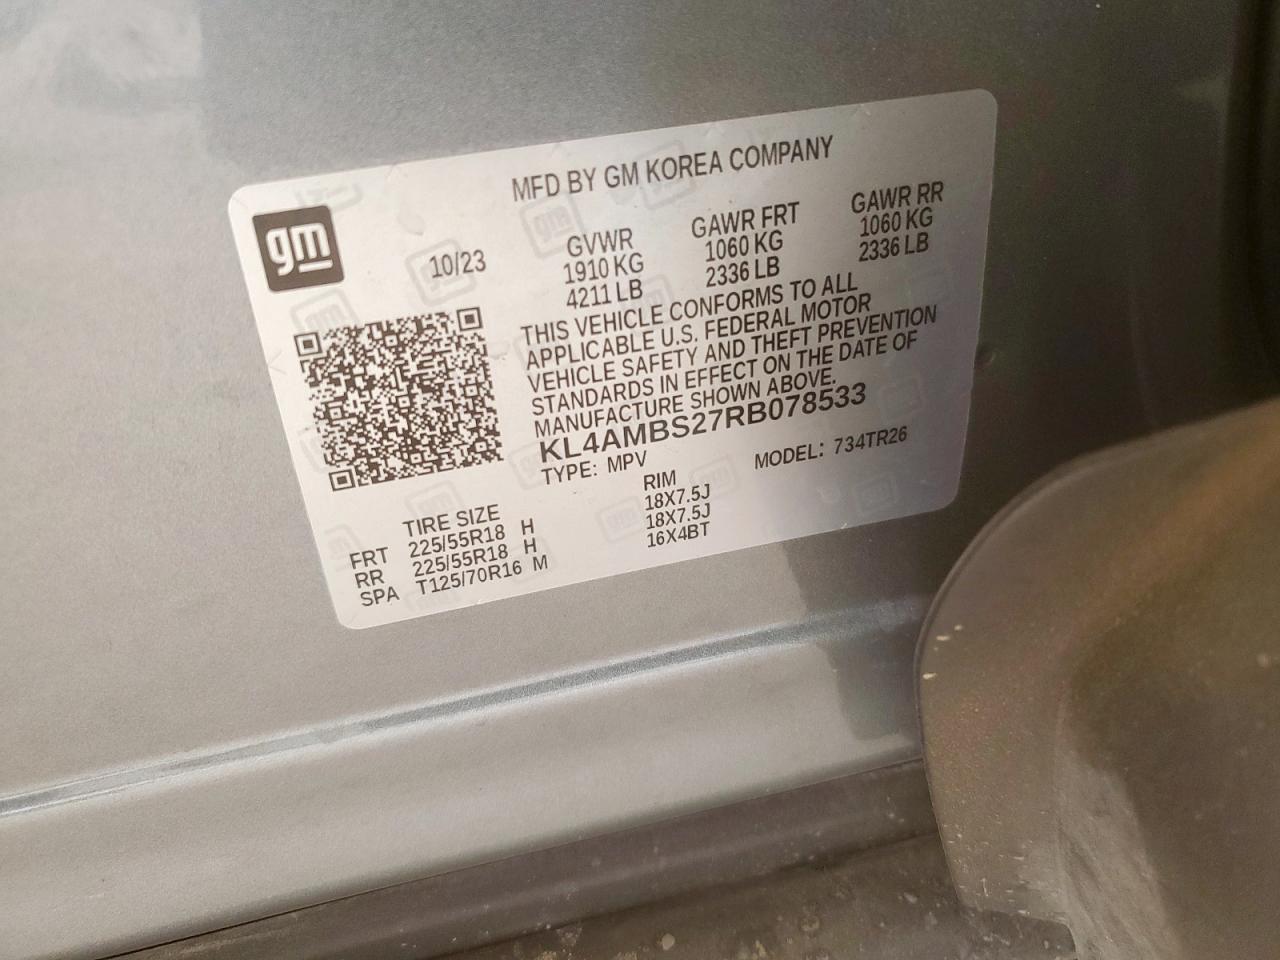 MFD BY GM KOREA COMPANY
gm
10/23
GVWR GAWR FRT GAWR RR
1910 KG 1060 KG 1060 KG
4211 LB 2336 LB 2336 LB
THIS VEHICLE CONFORMS TO ALL
APPLICABLE U.S. FEDERAL MOTOR
VEHICLE SAFETY AND THEFT PREVENTION
STANDARDS IN EFFECT ON THE DATE OF
MANUFACTURE SHOWN ABOVE.
KL4AMBS27RB078533
TYPE: MPV MODEL: 734TR26
TIRE SIZE RIM
FRT 225/55R18 H 18X7.5J
RR 225/55R18 H 18X7.5J
SPA T125/70R16 M 16X4BT